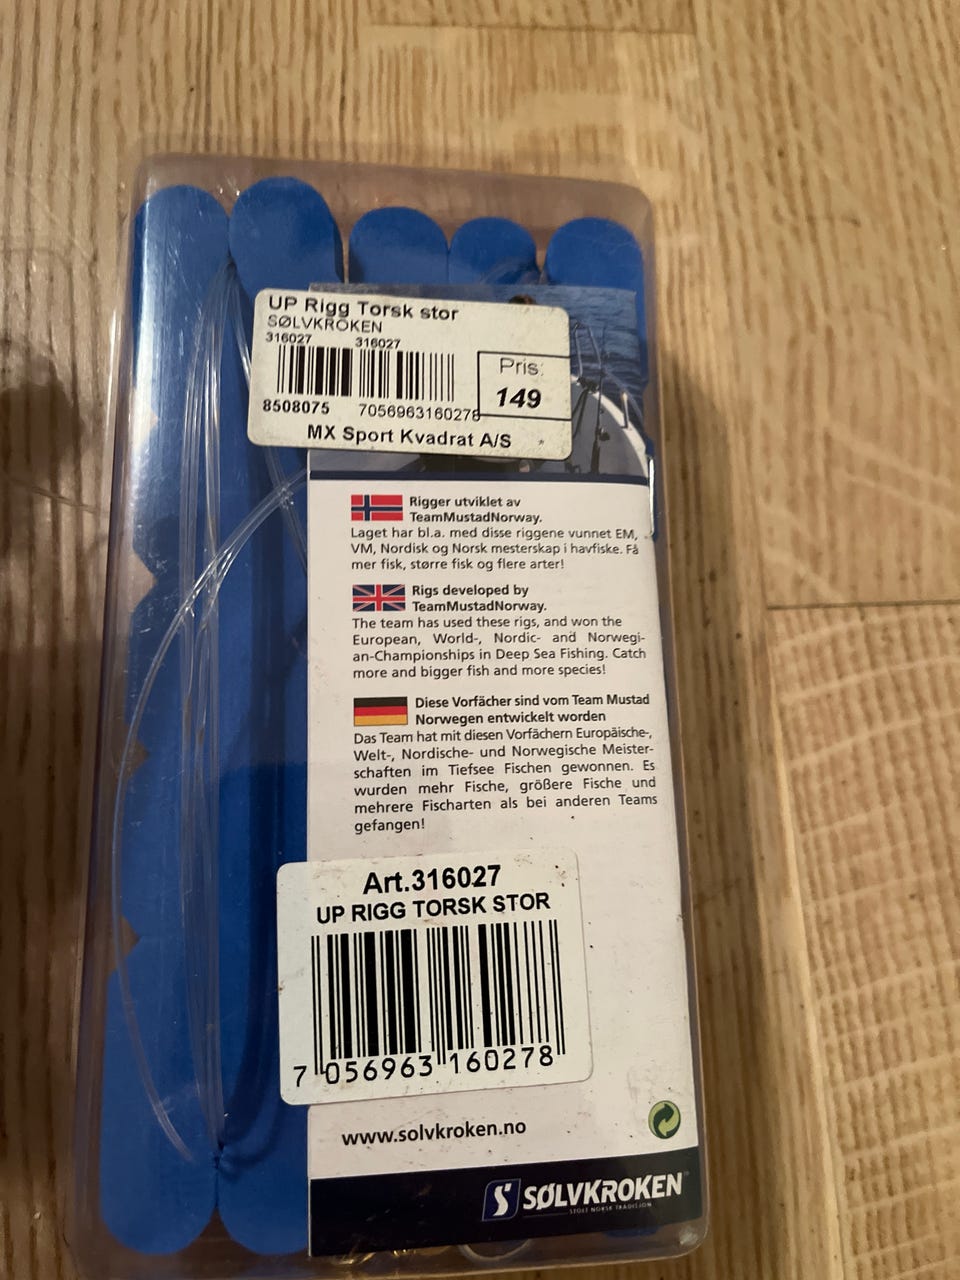 UP Rigg Torsk stor
SØLVKROKEN
316027 316027
Pris:
149
8508075 7056963160278
MX Sport Kvadrat A/S
Rigger utviklet av
TeamMustadNorway.
Laget har bl.a. med disse riggene vunnet EM,
VM, Nordisk og Norsk mesterskap i havfiske. Få
mer fisk, større fisk og flere arter!
Rigs developed by
TeamMustadNorway.
The team has used these rigs, and won the
European, World-, Nordic- and Norwegi-
an-Championships in Deep Sea Fishing. Catch
more and bigger fish and more species!
Diese Vorfächer sind vom Team Mustad
Norwegen entwickelt worden
Das Team hat mit diesen Vorfächern Europäische-,
Welt-, Nordische- und Norwegische Meister-
schaften im Tiefsee Fischen gewonnen. Es
wurden mehr Fische, größere Fische und
mehrere Fischarten als bei anderen Teams
gefangen!
Art.316027
UP RIGG TORSK STOR
7 056963 160278
www.solvkroken.no
SØLVKROKEN
STOLT NORSK TRADISJON